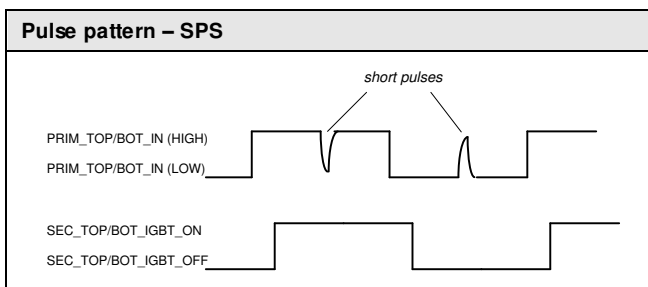 Pulse pattern – SPS
short pulses
PRIM_TOP/BOT_IN (HIGH)
PRIM_TOP/BOT_IN (LOW)
SEC_TOP/BOT_IGBT_ON
SEC_TOP/BOT_IGBT_OFF